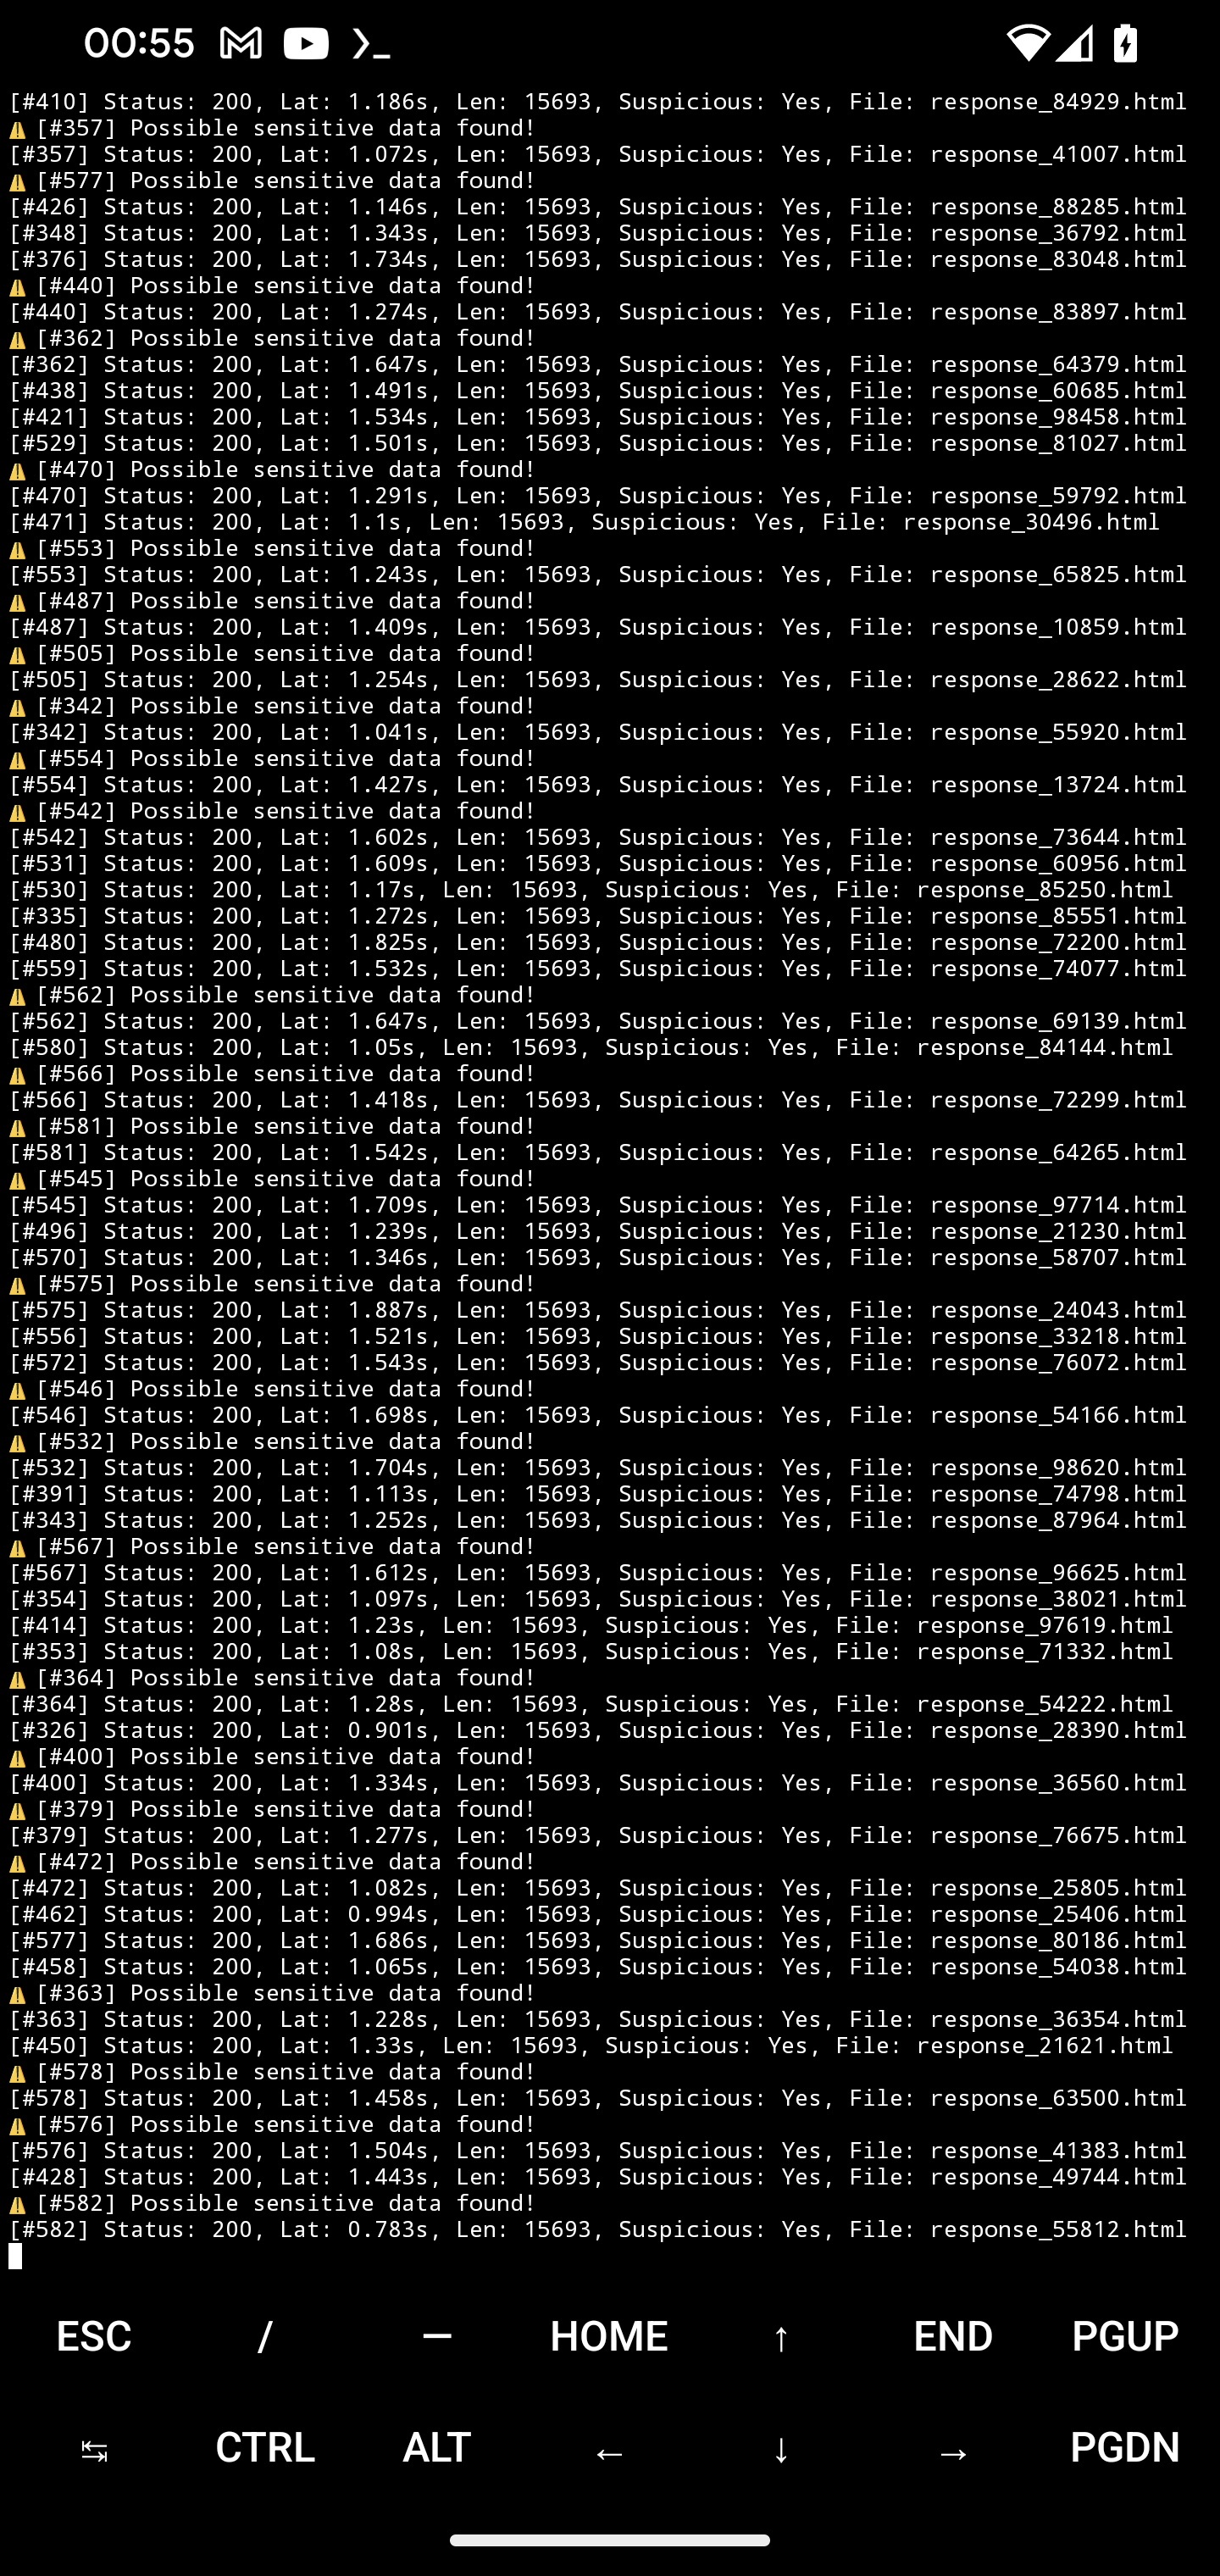 00:55
[#410] Status: 200, Lat: 1.186s, Len: 15693, Suspicious: Yes, File: response_84929.html
⚠️ [#357] Possible sensitive data found!
[#357] Status: 200, Lat: 1.072s, Len: 15693, Suspicious: Yes, File: response_41007.html
⚠️ [#577] Possible sensitive data found!
[#426] Status: 200, Lat: 1.146s, Len: 15693, Suspicious: Yes, File: response_88285.html
[#348] Status: 200, Lat: 1.343s, Len: 15693, Suspicious: Yes, File: response_36792.html
[#376] Status: 200, Lat: 1.734s, Len: 15693, Suspicious: Yes, File: response_83048.html
⚠️ [#440] Possible sensitive data found!
[#440] Status: 200, Lat: 1.274s, Len: 15693, Suspicious: Yes, File: response_83897.html
⚠️ [#362] Possible sensitive data found!
[#362] Status: 200, Lat: 1.647s, Len: 15693, Suspicious: Yes, File: response_64379.html
[#438] Status: 200, Lat: 1.491s, Len: 15693, Suspicious: Yes, File: response_60685.html
[#421] Status: 200, Lat: 1.534s, Len: 15693, Suspicious: Yes, File: response_98458.html
[#529] Status: 200, Lat: 1.501s, Len: 15693, Suspicious: Yes, File: response_81027.html
⚠️ [#470] Possible sensitive data found!
[#470] Status: 200, Lat: 1.291s, Len: 15693, Suspicious: Yes, File: response_59792.html
[#471] Status: 200, Lat: 1.1s, Len: 15693, Suspicious: Yes, File: response_30496.html
⚠️ [#553] Possible sensitive data found!
[#553] Status: 200, Lat: 1.243s, Len: 15693, Suspicious: Yes, File: response_65825.html
⚠️ [#487] Possible sensitive data found!
[#487] Status: 200, Lat: 1.409s, Len: 15693, Suspicious: Yes, File: response_10859.html
⚠️ [#505] Possible sensitive data found!
[#505] Status: 200, Lat: 1.254s, Len: 15693, Suspicious: Yes, File: response_28622.html
⚠️ [#342] Possible sensitive data found!
[#342] Status: 200, Lat: 1.041s, Len: 15693, Suspicious: Yes, File: response_55920.html
⚠️ [#554] Possible sensitive data found!
[#554] Status: 200, Lat: 1.427s, Len: 15693, Suspicious: Yes, File: response_13724.html
⚠️ [#542] Possible sensitive data found!
[#542] Status: 200, Lat: 1.602s, Len: 15693, Suspicious: Yes, File: response_73644.html
[#531] Status: 200, Lat: 1.609s, Len: 15693, Suspicious: Yes, File: response_60956.html
[#530] Status: 200, Lat: 1.17s, Len: 15693, Suspicious: Yes, File: response_85250.html
[#335] Status: 200, Lat: 1.272s, Len: 15693, Suspicious: Yes, File: response_85551.html
[#480] Status: 200, Lat: 1.825s, Len: 15693, Suspicious: Yes, File: response_72200.html
[#559] Status: 200, Lat: 1.532s, Len: 15693, Suspicious: Yes, File: response_74077.html
⚠️ [#562] Possible sensitive data found!
[#562] Status: 200, Lat: 1.647s, Len: 15693, Suspicious: Yes, File: response_69139.html
[#580] Status: 200, Lat: 1.05s, Len: 15693, Suspicious: Yes, File: response_84144.html
⚠️ [#566] Possible sensitive data found!
[#566] Status: 200, Lat: 1.418s, Len: 15693, Suspicious: Yes, File: response_72299.html
⚠️ [#581] Possible sensitive data found!
[#581] Status: 200, Lat: 1.542s, Len: 15693, Suspicious: Yes, File: response_64265.html
⚠️ [#545] Possible sensitive data found!
[#545] Status: 200, Lat: 1.709s, Len: 15693, Suspicious: Yes, File: response_97714.html
[#496] Status: 200, Lat: 1.239s, Len: 15693, Suspicious: Yes, File: response_21230.html
[#570] Status: 200, Lat: 1.346s, Len: 15693, Suspicious: Yes, File: response_58707.html
⚠️ [#575] Possible sensitive data found!
[#575] Status: 200, Lat: 1.887s, Len: 15693, Suspicious: Yes, File: response_24043.html
[#556] Status: 200, Lat: 1.521s, Len: 15693, Suspicious: Yes, File: response_33218.html
[#572] Status: 200, Lat: 1.543s, Len: 15693, Suspicious: Yes, File: response_76072.html
⚠️ [#546] Possible sensitive data found!
[#546] Status: 200, Lat: 1.698s, Len: 15693, Suspicious: Yes, File: response_54166.html
⚠️ [#532] Possible sensitive data found!
[#532] Status: 200, Lat: 1.704s, Len: 15693, Suspicious: Yes, File: response_98620.html
[#391] Status: 200, Lat: 1.113s, Len: 15693, Suspicious: Yes, File: response_74798.html
[#343] Status: 200, Lat: 1.252s, Len: 15693, Suspicious: Yes, File: response_87964.html
⚠️ [#567] Possible sensitive data found!
[#567] Status: 200, Lat: 1.612s, Len: 15693, Suspicious: Yes, File: response_96625.html
[#354] Status: 200, Lat: 1.097s, Len: 15693, Suspicious: Yes, File: response_38021.html
[#414] Status: 200, Lat: 1.23s, Len: 15693, Suspicious: Yes, File: response_97619.html
[#353] Status: 200, Lat: 1.08s, Len: 15693, Suspicious: Yes, File: response_71332.html
⚠️ [#364] Possible sensitive data found!
[#364] Status: 200, Lat: 1.28s, Len: 15693, Suspicious: Yes, File: response_54222.html
[#326] Status: 200, Lat: 0.901s, Len: 15693, Suspicious: Yes, File: response_28390.html
⚠️ [#400] Possible sensitive data found!
[#400] Status: 200, Lat: 1.334s, Len: 15693, Suspicious: Yes, File: response_36560.html
⚠️ [#379] Possible sensitive data found!
[#379] Status: 200, Lat: 1.277s, Len: 15693, Suspicious: Yes, File: response_76675.html
⚠️ [#472] Possible sensitive data found!
[#472] Status: 200, Lat: 1.082s, Len: 15693, Suspicious: Yes, File: response_25805.html
[#462] Status: 200, Lat: 0.994s, Len: 15693, Suspicious: Yes, File: response_25406.html
[#577] Status: 200, Lat: 1.686s, Len: 15693, Suspicious: Yes, File: response_80186.html
[#458] Status: 200, Lat: 1.065s, Len: 15693, Suspicious: Yes, File: response_54038.html
⚠️ [#363] Possible sensitive data found!
[#363] Status: 200, Lat: 1.228s, Len: 15693, Suspicious: Yes, File: response_36354.html
[#450] Status: 200, Lat: 1.33s, Len: 15693, Suspicious: Yes, File: response_21621.html
⚠️ [#578] Possible sensitive data found!
[#578] Status: 200, Lat: 1.458s, Len: 15693, Suspicious: Yes, File: response_63500.html
⚠️ [#576] Possible sensitive data found!
[#576] Status: 200, Lat: 1.504s, Len: 15693, Suspicious: Yes, File: response_41383.html
[#428] Status: 200, Lat: 1.443s, Len: 15693, Suspicious: Yes, File: response_49744.html
⚠️ [#582] Possible sensitive data found!
[#582] Status: 200, Lat: 0.783s, Len: 15693, Suspicious: Yes, File: response_55812.html
ESC / — HOME ↑ END PGUP
↹ CTRL ALT ← ↓ → PGDN